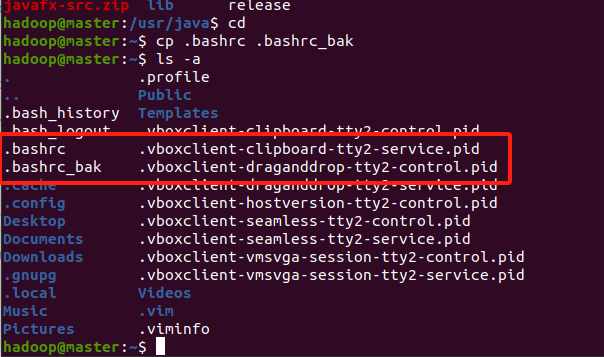 javafx-src.zip lib release
hadoop@master:/usr/java$ cd
hadoop@master:~$ cp .bashrc .bashrc_bak
hadoop@master:~$ ls -a
. .profile
.. Public
.bash_history Templates
.bash_logout .vboxclient-clipboard-tty2-control.pid
.bashrc .vboxclient-clipboard-tty2-service.pid
.bashrc_bak .vboxclient-draganddrop-tty2-control.pid
.cache .vboxclient-draganddrop-tty2-service.pid
.config .vboxclient-hostversion-tty2-control.pid
Desktop .vboxclient-seamless-tty2-control.pid
Documents .vboxclient-seamless-tty2-service.pid
Downloads .vboxclient-vmsvga-session-tty2-control.pid
.gnupg .vboxclient-vmsvga-session-tty2-service.pid
.local Videos
Music .vim
Pictures .viminfo
hadoop@master:~$